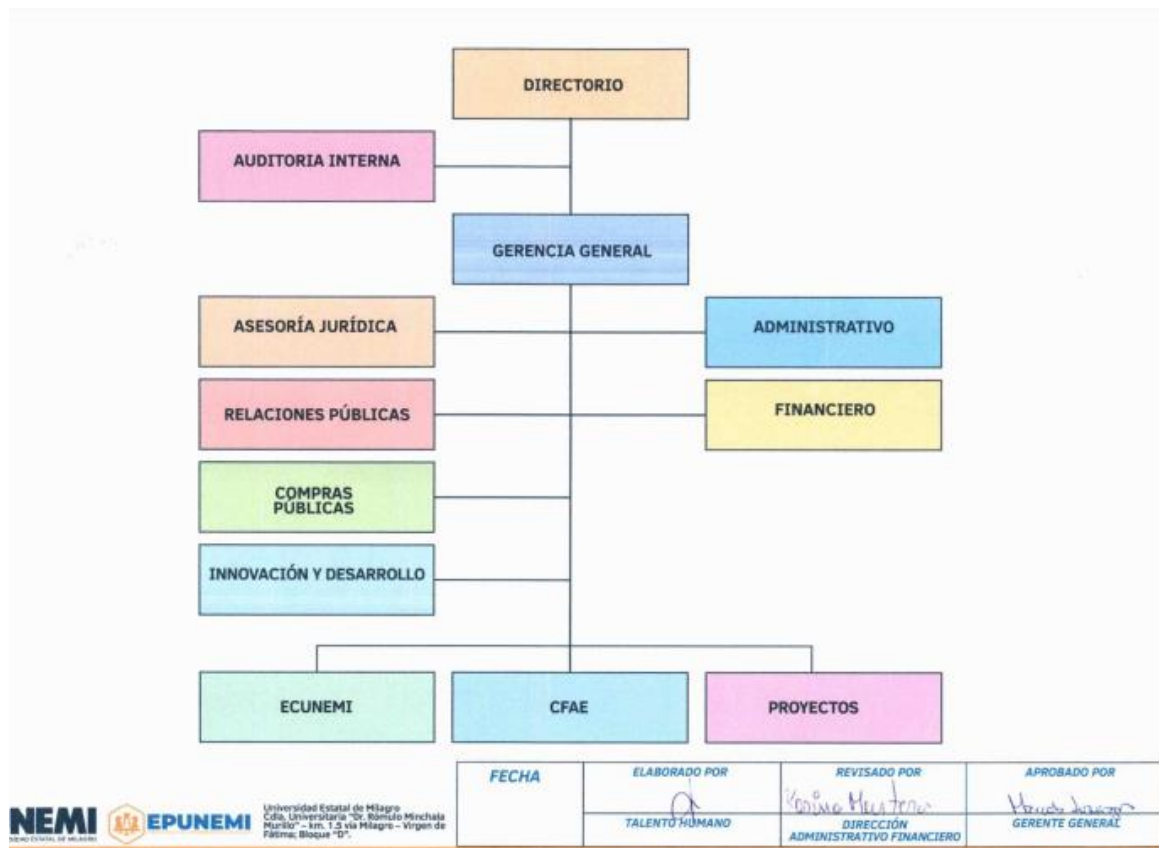 DIRECTORIO
AUDITORIA INTERNA
GERENCIA GENERAL
ASESORÍA JURÍDICA
ADMINISTRATIVO
RELACIONES PÚBLICAS
FINANCIERO
COMPRAS
PÚBLICAS
INNOVACIÓN Y DESARROLLO
ECUNEMI
CFAE
PROYECTOS
FECHA
ELABORADO POR
REVISADO POR
APROBADO POR
TALENTO HUMANO
DIRECCIÓN
ADMINISTRATIVO FINANCIERO
GERENTE GENERAL
NEMI
EPUNEMI
Universidad Estatal de Milagro
Cdla, Universitaria "Dr. Rómulo Minchala
Murillo" – km. 1.5 vía Milagro – Virgen de
Fátima; Bloque "D".